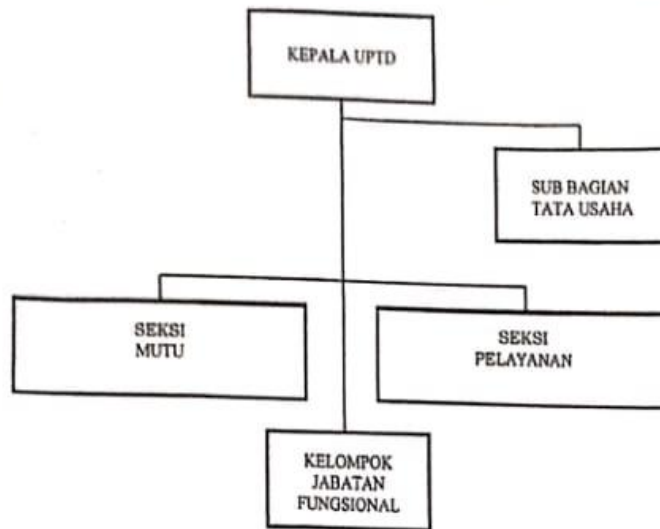 KEPALA UPTD
SUB BAGIAN
TATA USAHA
SEKSI
MUTU
SEKSI
PELAYANAN
KELOMPOK
JABATAN
FUNGSIONAL